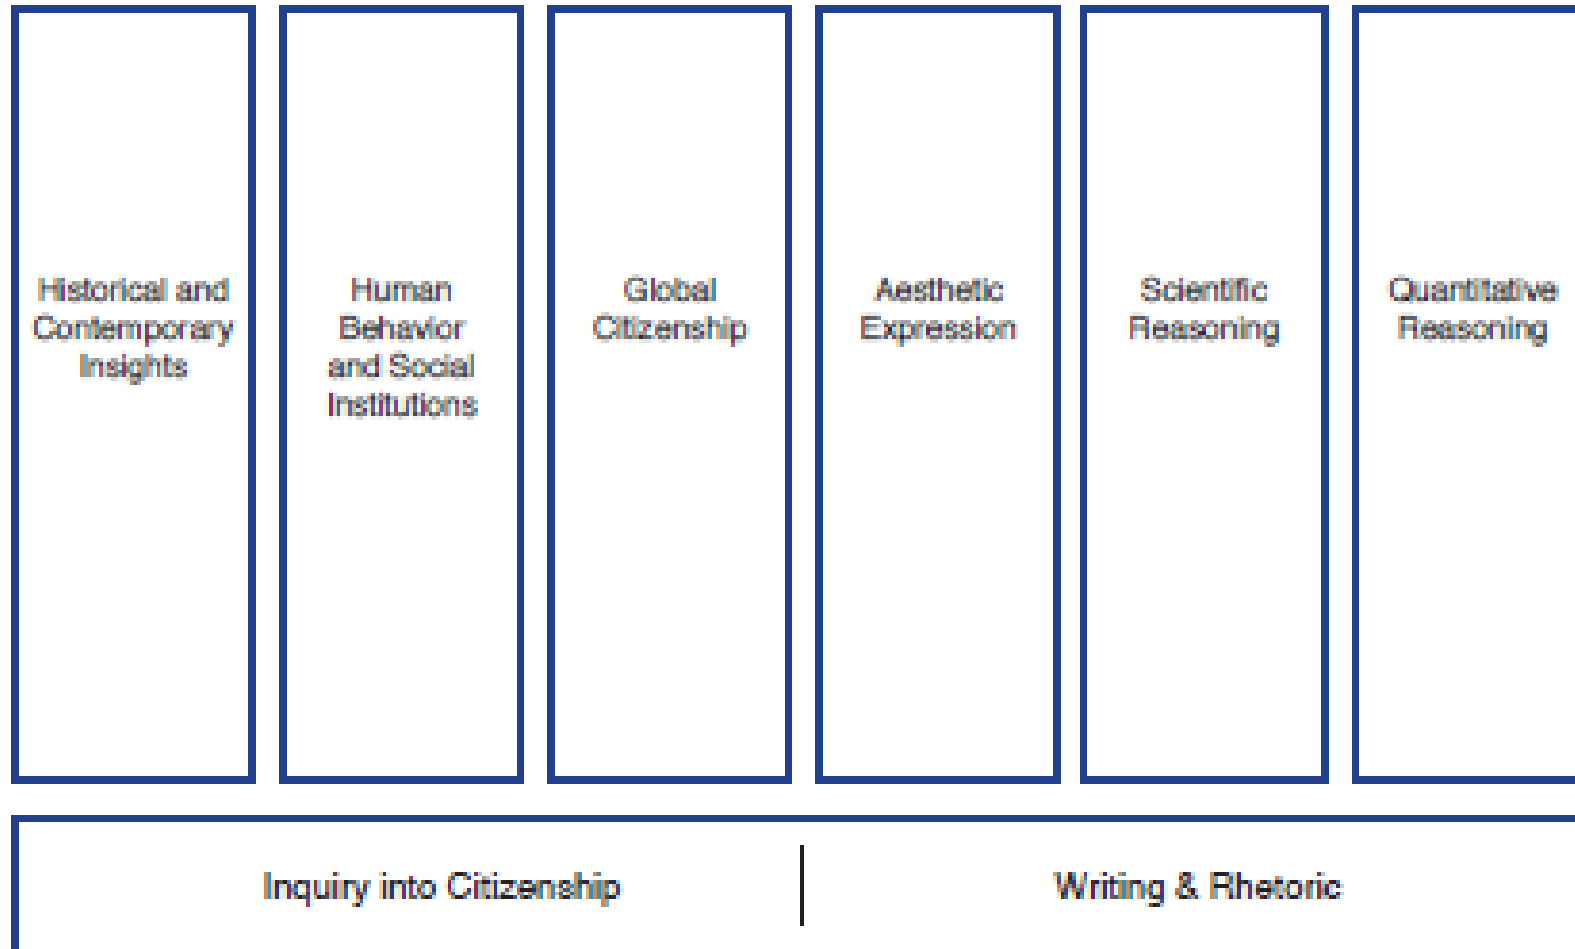 Historical and
Contemporary
Insights
Human
Behavior
and Social
Institutions
Global
Citizenship
Aesthetic
Expression
Scientific
Reasoning
Quantitative
Reasoning
Inquiry into Citizenship
Writing & Rhetoric